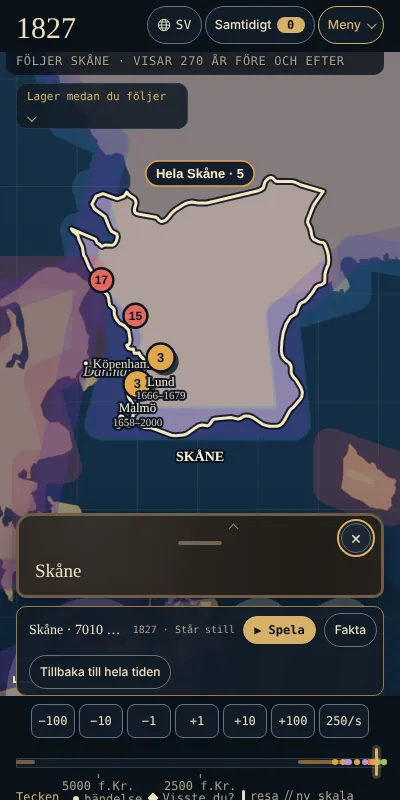 1827
SV
Samtidigt 0
Meny
FÖLJER SKÅNE · VISAR 270 ÅR FÖRE OCH EFTER
Lager medan du följer
Hela Skåne · 5
17
15
3
Köpenham
3
Lund
1666–1679
Malmö
1658–2000
SKÅNE
Skåne
×
Skåne · 7010 …
1827 · Står still
▶ Spela
Fakta
Tillbaka till hela tiden
−100
−10
−1
+1
+10
+100
250/s
5000 f.Kr.
2500 f.Kr.
Tecken
händelse
Visste du?
resa
ny skala